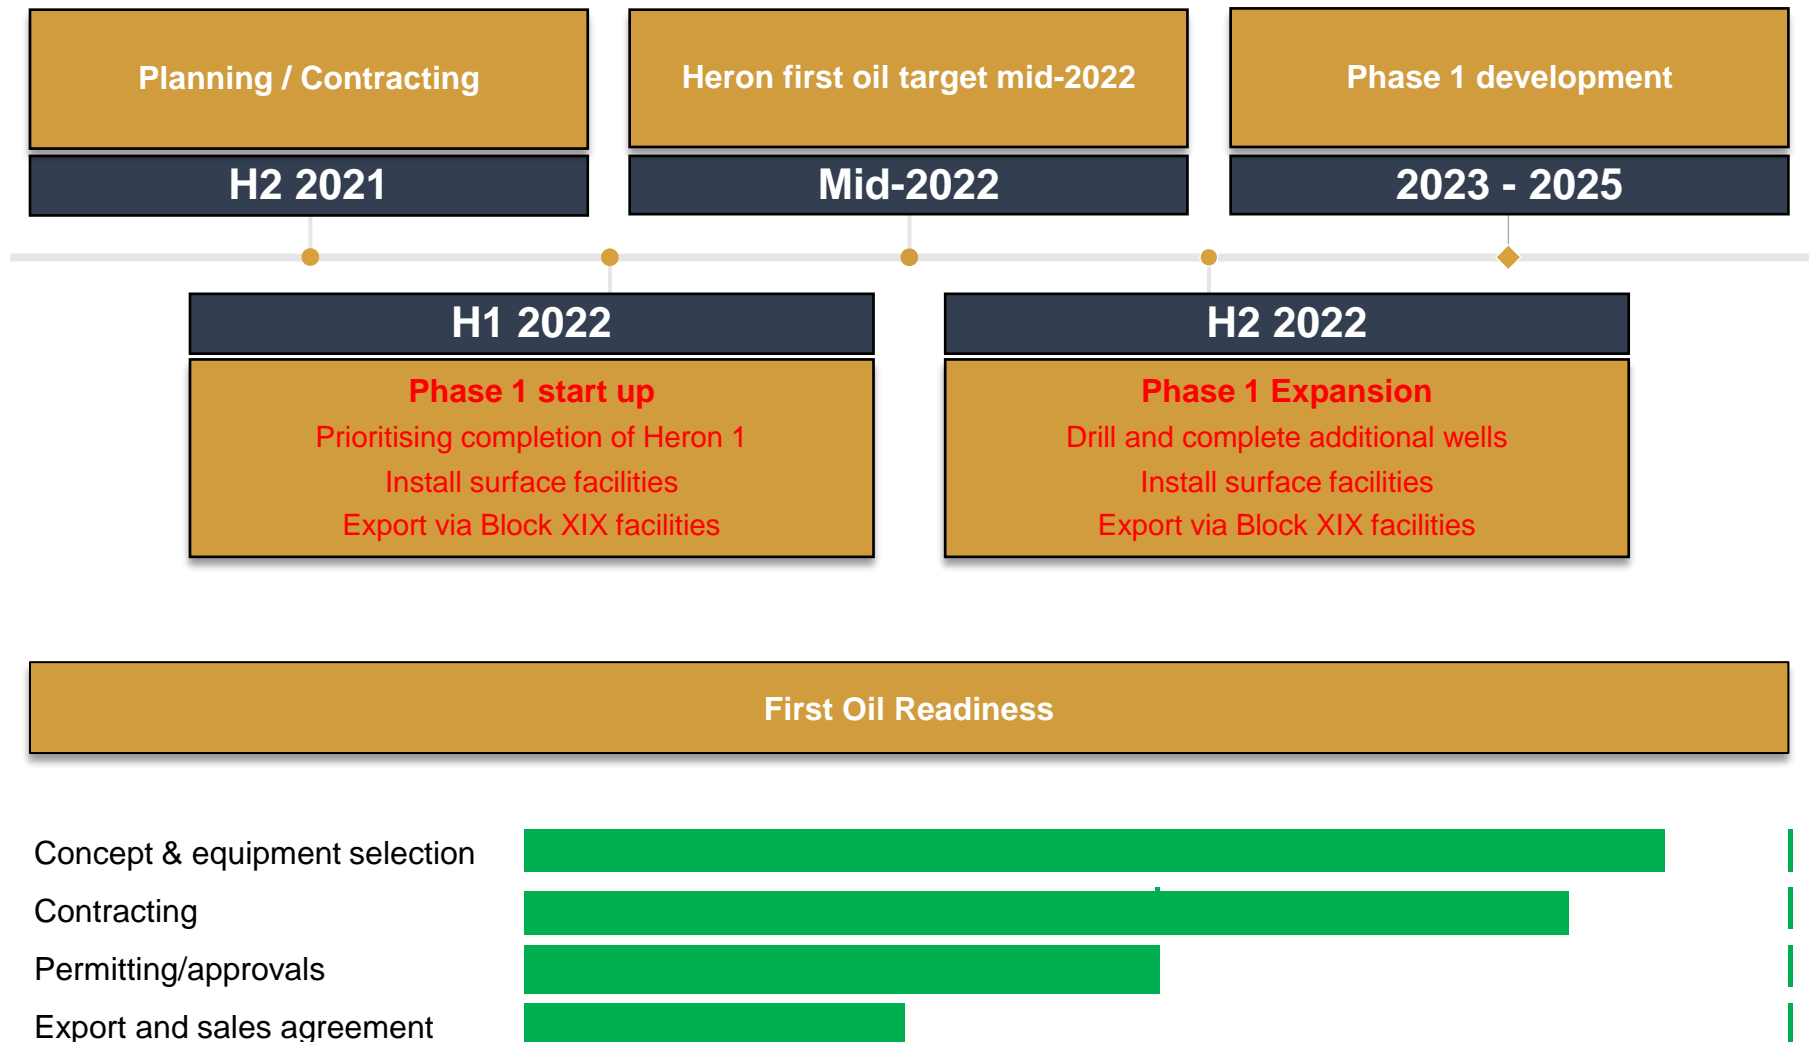 Planning / Contracting
H2 2021
Heron first oil target mid-2022
Mid-2022
Phase 1 development
2023 - 2025
H1 2022
Phase 1 start up
Prioritising completion of Heron 1
Install surface facilities
Export via Block XIX facilities
H2 2022
Phase 1 Expansion
Drill and complete additional wells
Install surface facilities
Export via Block XIX facilities
First Oil Readiness
Concept & equipment selection
Contracting
Permitting/approvals
Export and sales agreement